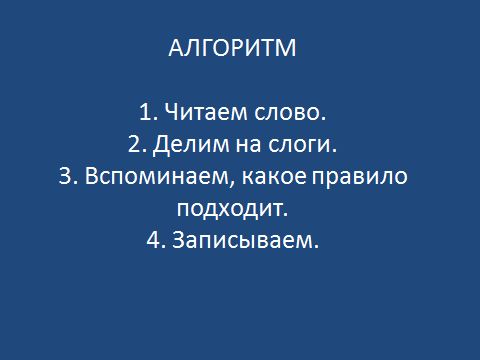 АЛГОРИТМ
1. Читаем слово.
2. Делим на слоги.
3. Вспоминаем, какое правило
подходит.
4. Записываем.